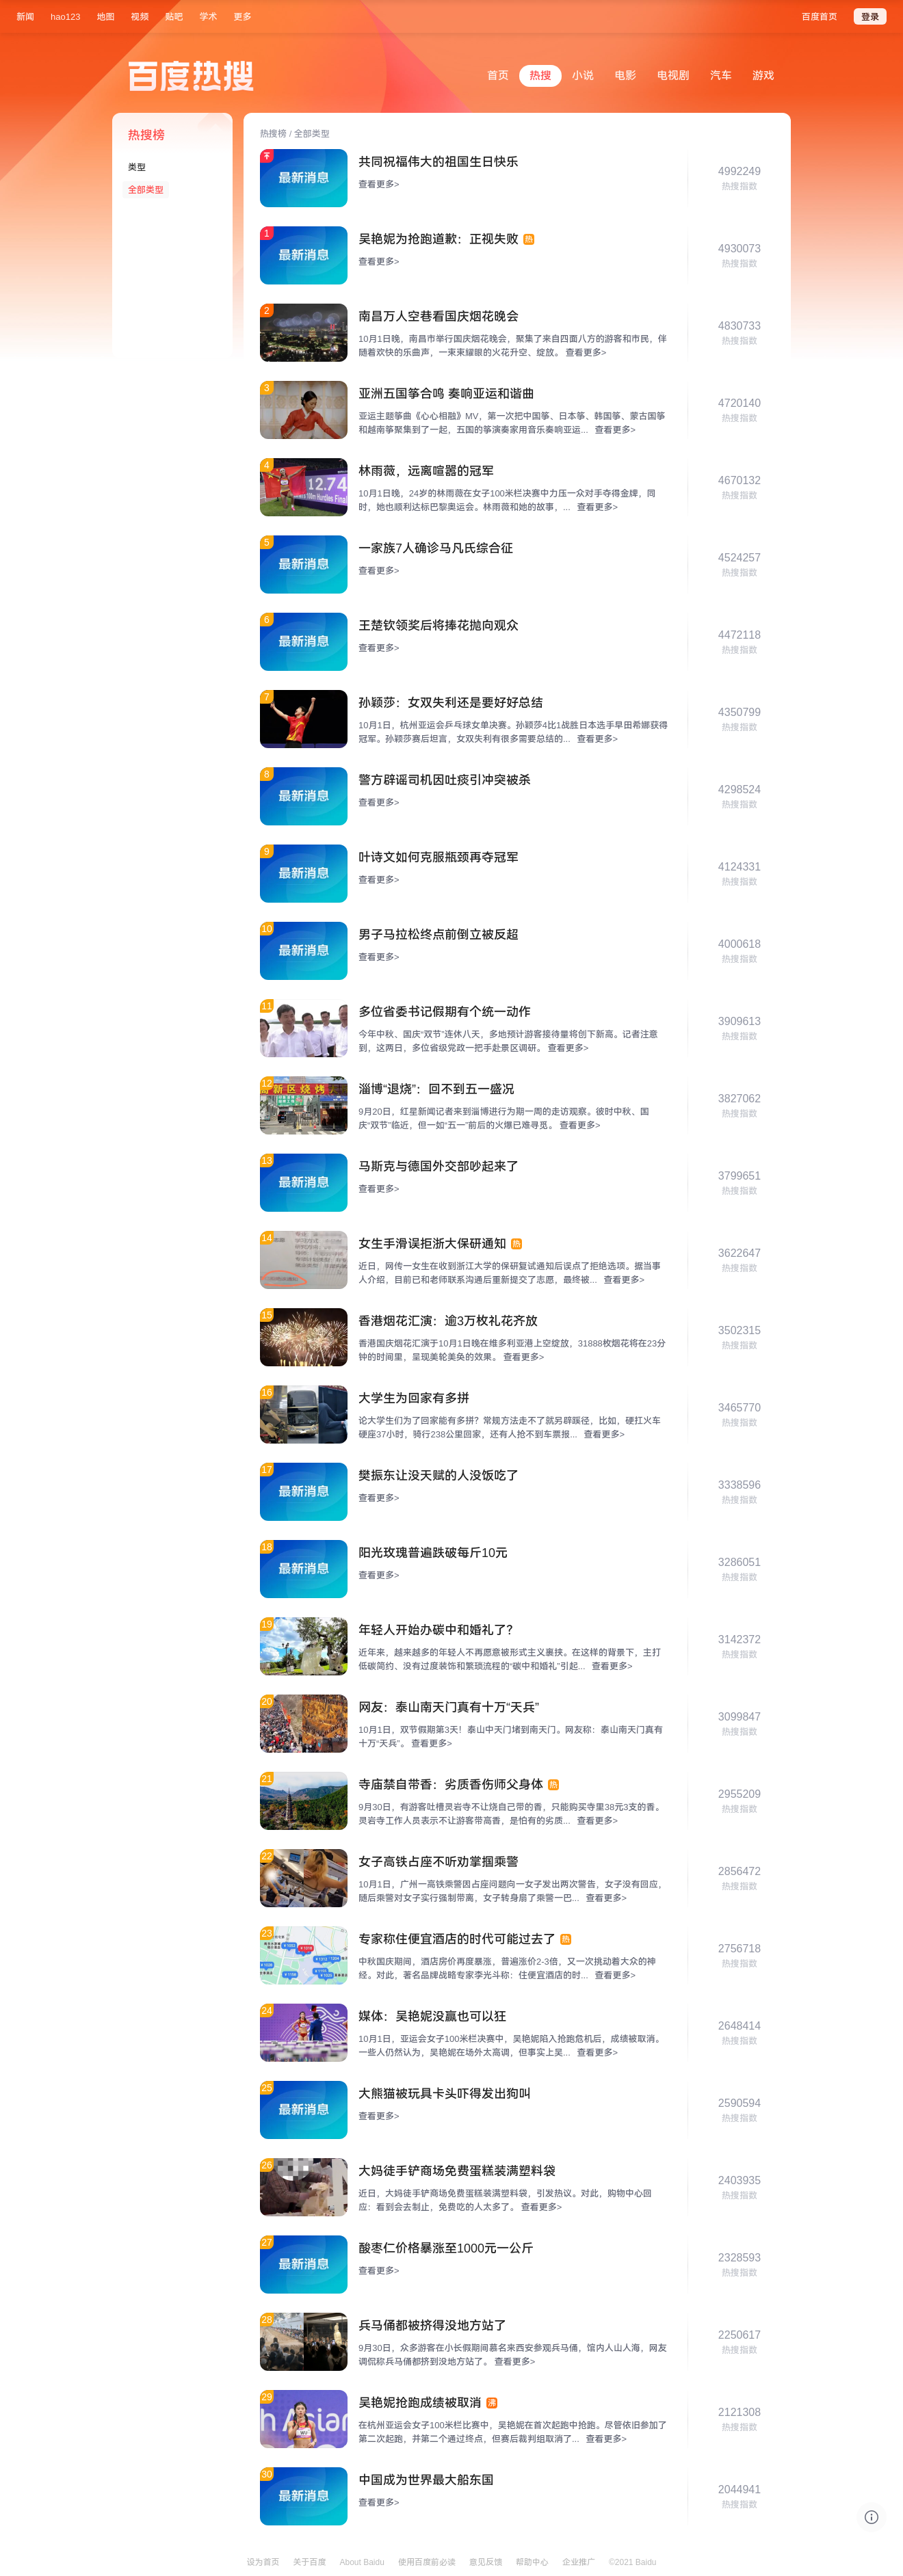 新闻 hao123 地图 视频 贴吧 学术 更多 百度首页 登录
百度热搜
首页 热搜 小说 电影 电视剧 汽车 游戏
热搜榜
类型
全部类型
热搜榜 / 全部类型
最新消息
共同祝福伟大的祖国生日快乐
查看更多>
4992249
热搜指数
1
最新消息
吴艳妮为抢跑道歉：正视失败 热
查看更多>
4930073
热搜指数
2
南昌万人空巷看国庆烟花晚会
10月1日晚，南昌市举行国庆烟花晚会，聚集了来自四面八方的游客和市民，伴
随着欢快的乐曲声，一束束耀眼的火花升空、绽放。 查看更多>
4830733
热搜指数
3
亚洲五国筝合鸣 奏响亚运和谐曲
亚运主题筝曲《心心相融》MV，第一次把中国筝、日本筝、韩国筝、蒙古国筝
和越南筝聚集到了一起，五国的筝演奏家用音乐奏响亚运... 查看更多>
4720140
热搜指数
4
12.74
林雨薇，远离喧嚣的冠军
10月1日晚，24岁的林雨薇在女子100米栏决赛中力压一众对手夺得金牌，同
时，她也顺利达标巴黎奥运会。林雨薇和她的故事，... 查看更多>
4670132
热搜指数
5
最新消息
一家族7人确诊马凡氏综合征
查看更多>
4524257
热搜指数
6
最新消息
王楚钦领奖后将捧花抛向观众
查看更多>
4472118
热搜指数
7
孙颖莎：女双失利还是要好好总结
10月1日，杭州亚运会乒乓球女单决赛。孙颖莎4比1战胜日本选手早田希娜获得
冠军。孙颖莎赛后坦言，女双失利有很多需要总结的... 查看更多>
4350799
热搜指数
8
最新消息
警方辟谣司机因吐痰引冲突被杀
查看更多>
4298524
热搜指数
9
最新消息
叶诗文如何克服瓶颈再夺冠军
查看更多>
4124331
热搜指数
10
最新消息
男子马拉松终点前倒立被反超
查看更多>
4000618
热搜指数
11
多位省委书记假期有个统一动作
今年中秋、国庆“双节”连休八天，多地预计游客接待量将创下新高。记者注意
到，这两日，多位省级党政一把手赴景区调研。 查看更多>
3909613
热搜指数
12
新区烧烤
淄博“退烧”：回不到五一盛况
9月20日，红星新闻记者来到淄博进行为期一周的走访观察。彼时中秋、国
庆“双节”临近，但一如“五一”前后的火爆已难寻觅。 查看更多>
3827062
热搜指数
13
最新消息
马斯克与德国外交部吵起来了
查看更多>
3799651
热搜指数
14
女生手滑误拒浙大保研通知 热
近日，网传一女生在收到浙江大学的保研复试通知后误点了拒绝选项。据当事
人介绍，目前已和老师联系沟通后重新提交了志愿，最终被... 查看更多>
3622647
热搜指数
15
香港烟花汇演：逾3万枚礼花齐放
香港国庆烟花汇演于10月1日晚在维多利亚港上空绽放，31888枚烟花将在23分
钟的时间里，呈现美轮美奂的效果。 查看更多>
3502315
热搜指数
16
大学生为回家有多拼
论大学生们为了回家能有多拼？常规方法走不了就另辟蹊径，比如，硬扛火车
硬座37小时，骑行238公里回家，还有人抢不到车票报... 查看更多>
3465770
热搜指数
17
最新消息
樊振东让没天赋的人没饭吃了
查看更多>
3338596
热搜指数
18
最新消息
阳光玫瑰普遍跌破每斤10元
查看更多>
3286051
热搜指数
19
年轻人开始办碳中和婚礼了？
近年来，越来越多的年轻人不再愿意被形式主义裹挟。在这样的背景下，主打
低碳简约、没有过度装饰和繁琐流程的“碳中和婚礼”引起... 查看更多>
3142372
热搜指数
20
网友：泰山南天门真有十万“天兵”
10月1日，双节假期第3天！泰山中天门堵到南天门。网友称：泰山南天门真有
十万“天兵”。 查看更多>
3099847
热搜指数
21
寺庙禁自带香：劣质香伤师父身体 热
9月30日，有游客吐槽灵岩寺不让烧自己带的香，只能购买寺里38元3支的香。
灵岩寺工作人员表示不让游客带高香，是怕有的劣质... 查看更多>
2955209
热搜指数
22
女子高铁占座不听劝掌掴乘警
10月1日，广州一高铁乘警因占座问题向一女子发出两次警告，女子没有回应，
随后乘警对女子实行强制带离，女子转身扇了乘警一巴... 查看更多>
2856472
热搜指数
23
专家称住便宜酒店的时代可能过去了 热
中秋国庆期间，酒店房价再度暴涨，普遍涨价2-3倍，又一次挑动着大众的神
经。对此，著名品牌战略专家李光斗称：住便宜酒店的时... 查看更多>
2756718
热搜指数
24
媒体：吴艳妮没赢也可以狂
10月1日，亚运会女子100米栏决赛中，吴艳妮陷入抢跑危机后，成绩被取消。
一些人仍然认为，吴艳妮在场外太高调，但事实上吴... 查看更多>
2648414
热搜指数
25
最新消息
大熊猫被玩具卡头吓得发出狗叫
查看更多>
2590594
热搜指数
26
大妈徒手铲商场免费蛋糕装满塑料袋
近日，大妈徒手铲商场免费蛋糕装满塑料袋，引发热议。对此，购物中心回
应：看到会去制止，免费吃的人太多了。 查看更多>
2403935
热搜指数
27
最新消息
酸枣仁价格暴涨至1000元一公斤
查看更多>
2328593
热搜指数
28
兵马俑都被挤得没地方站了
9月30日，众多游客在小长假期间慕名来西安参观兵马俑，馆内人山人海，网友
调侃称兵马俑都挤到没地方站了。 查看更多>
2250617
热搜指数
29
吴艳妮抢跑成绩被取消 沸
在杭州亚运会女子100米栏比赛中，吴艳妮在首次起跑中抢跑。尽管依旧参加了
第二次起跑，并第二个通过终点，但赛后裁判组取消了... 查看更多>
2121308
热搜指数
30
最新消息
中国成为世界最大船东国
查看更多>
2044941
热搜指数
设为首页 关于百度 About Baidu 使用百度前必读 意见反馈 帮助中心 企业推广 ©2021 Baidu